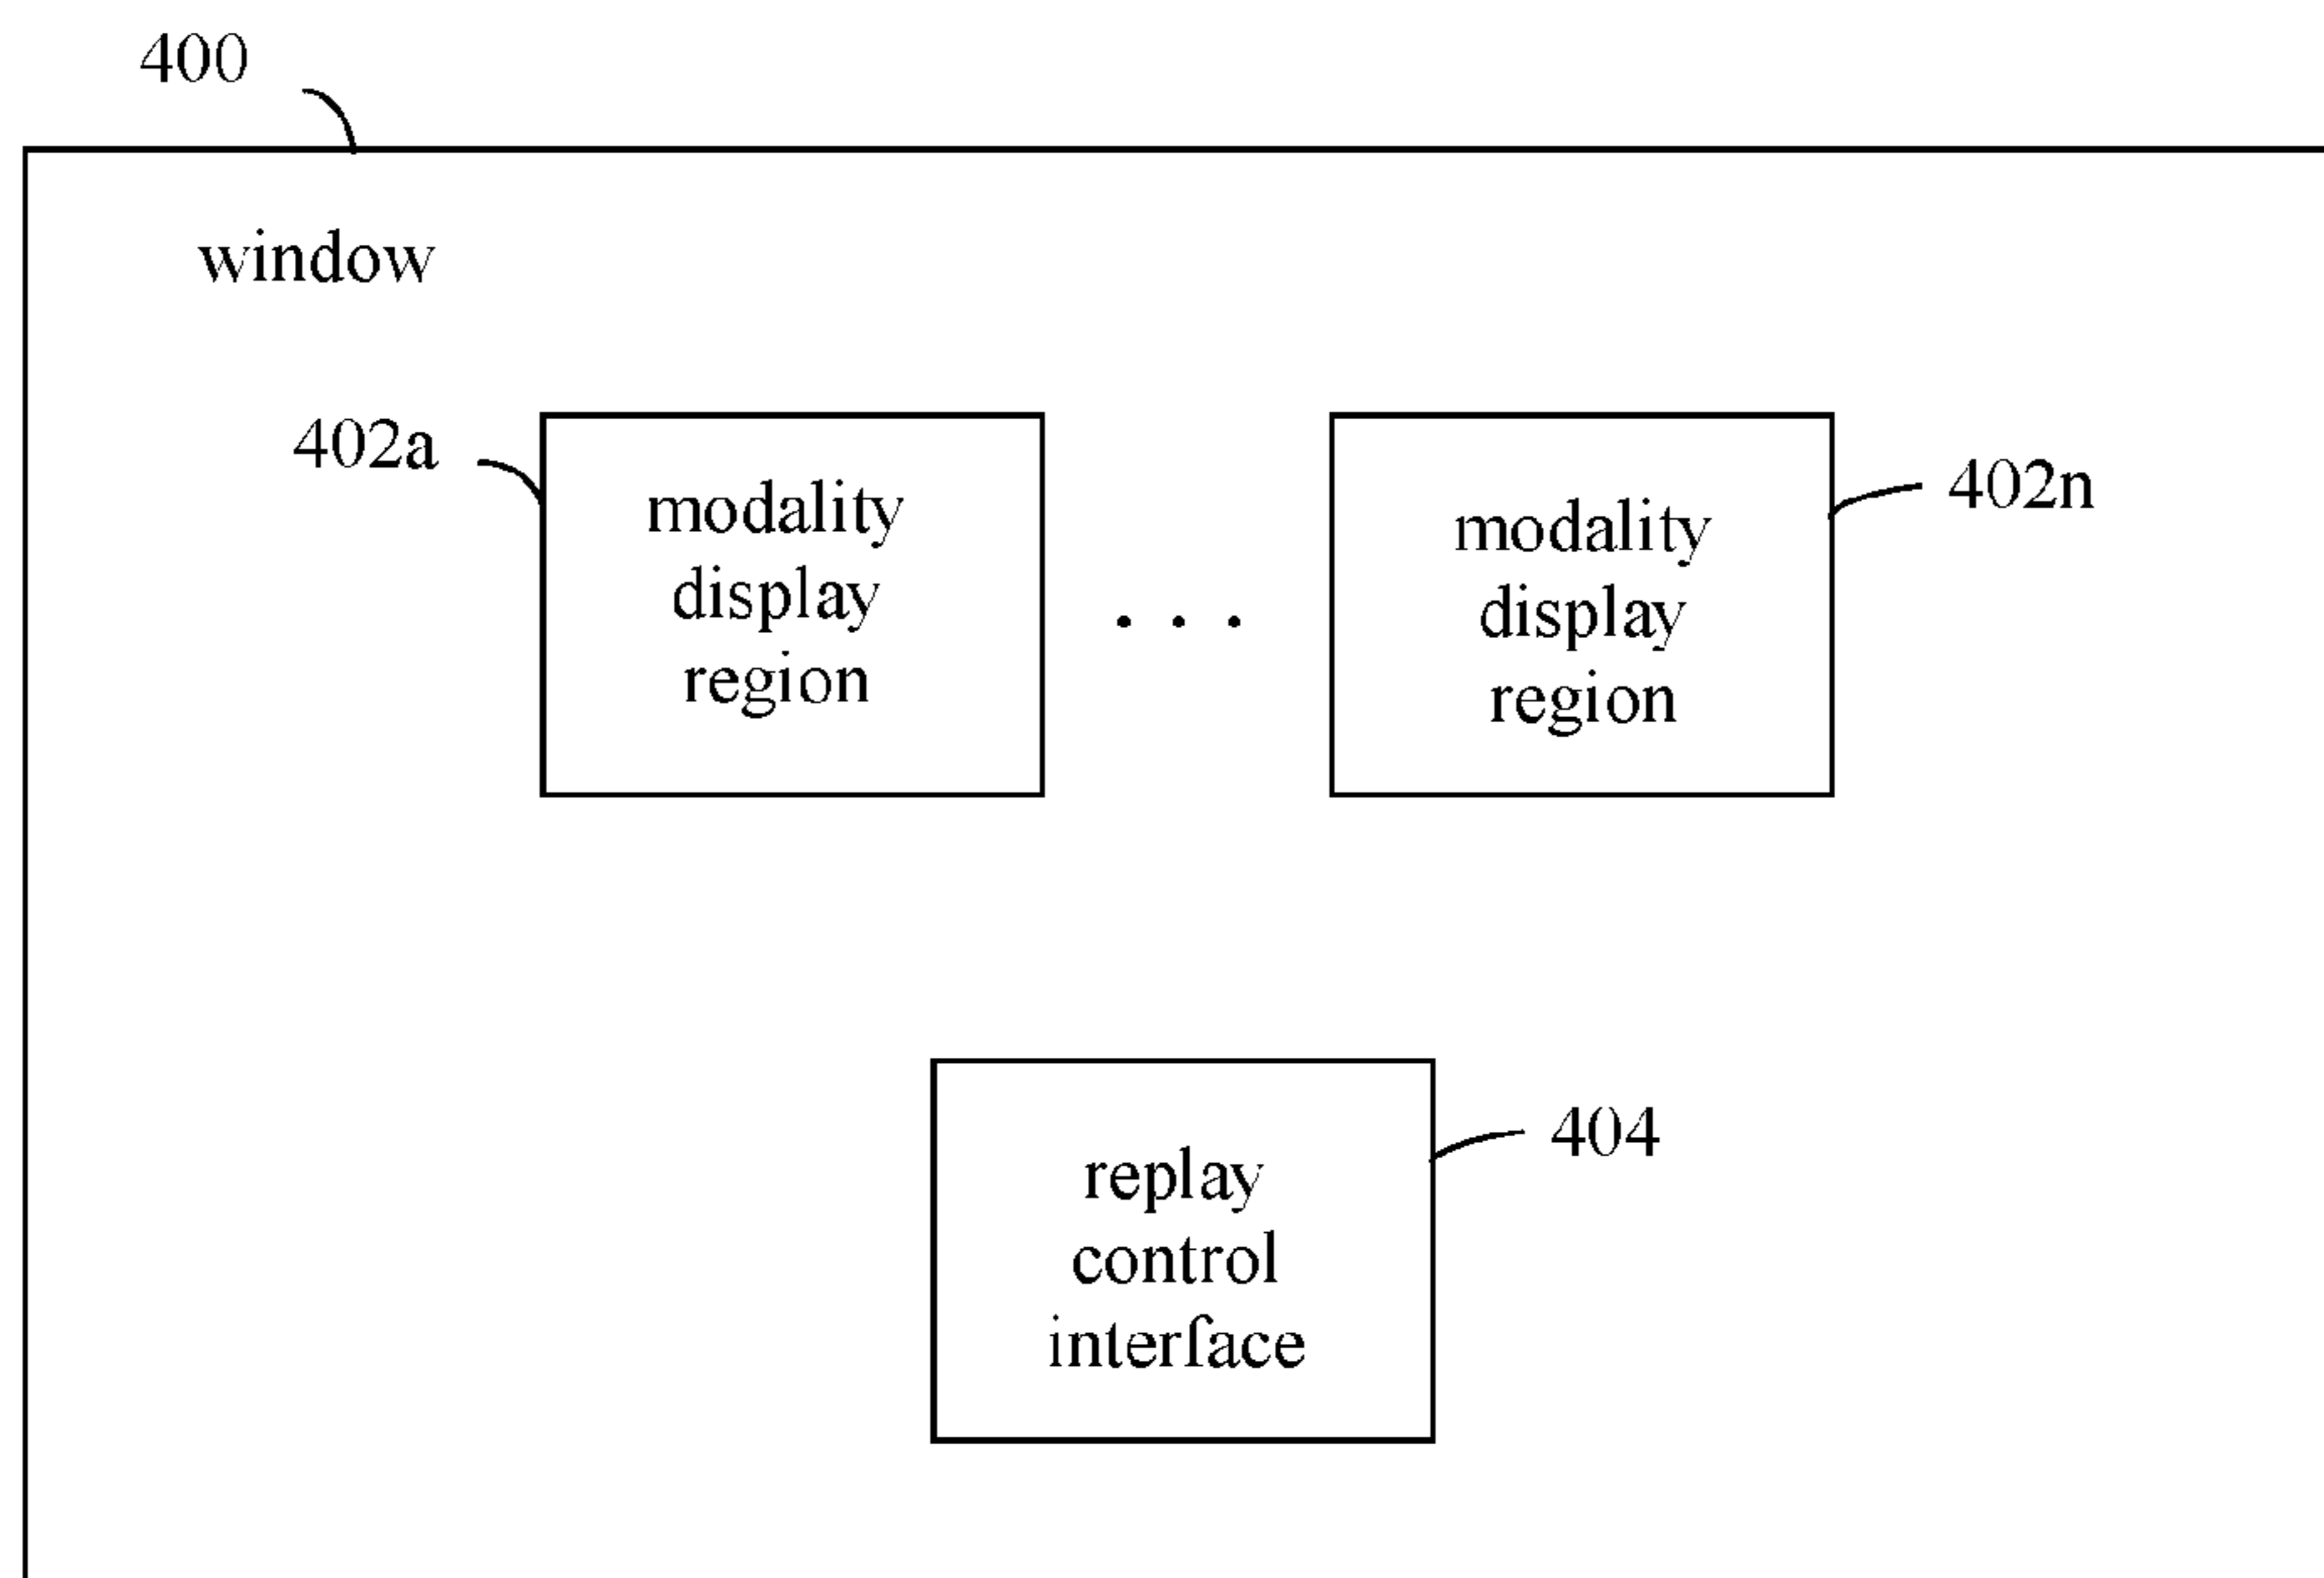 400
window
402a
modality
display
region
. . .
modality
display
region
402n
replay
control
interface
404